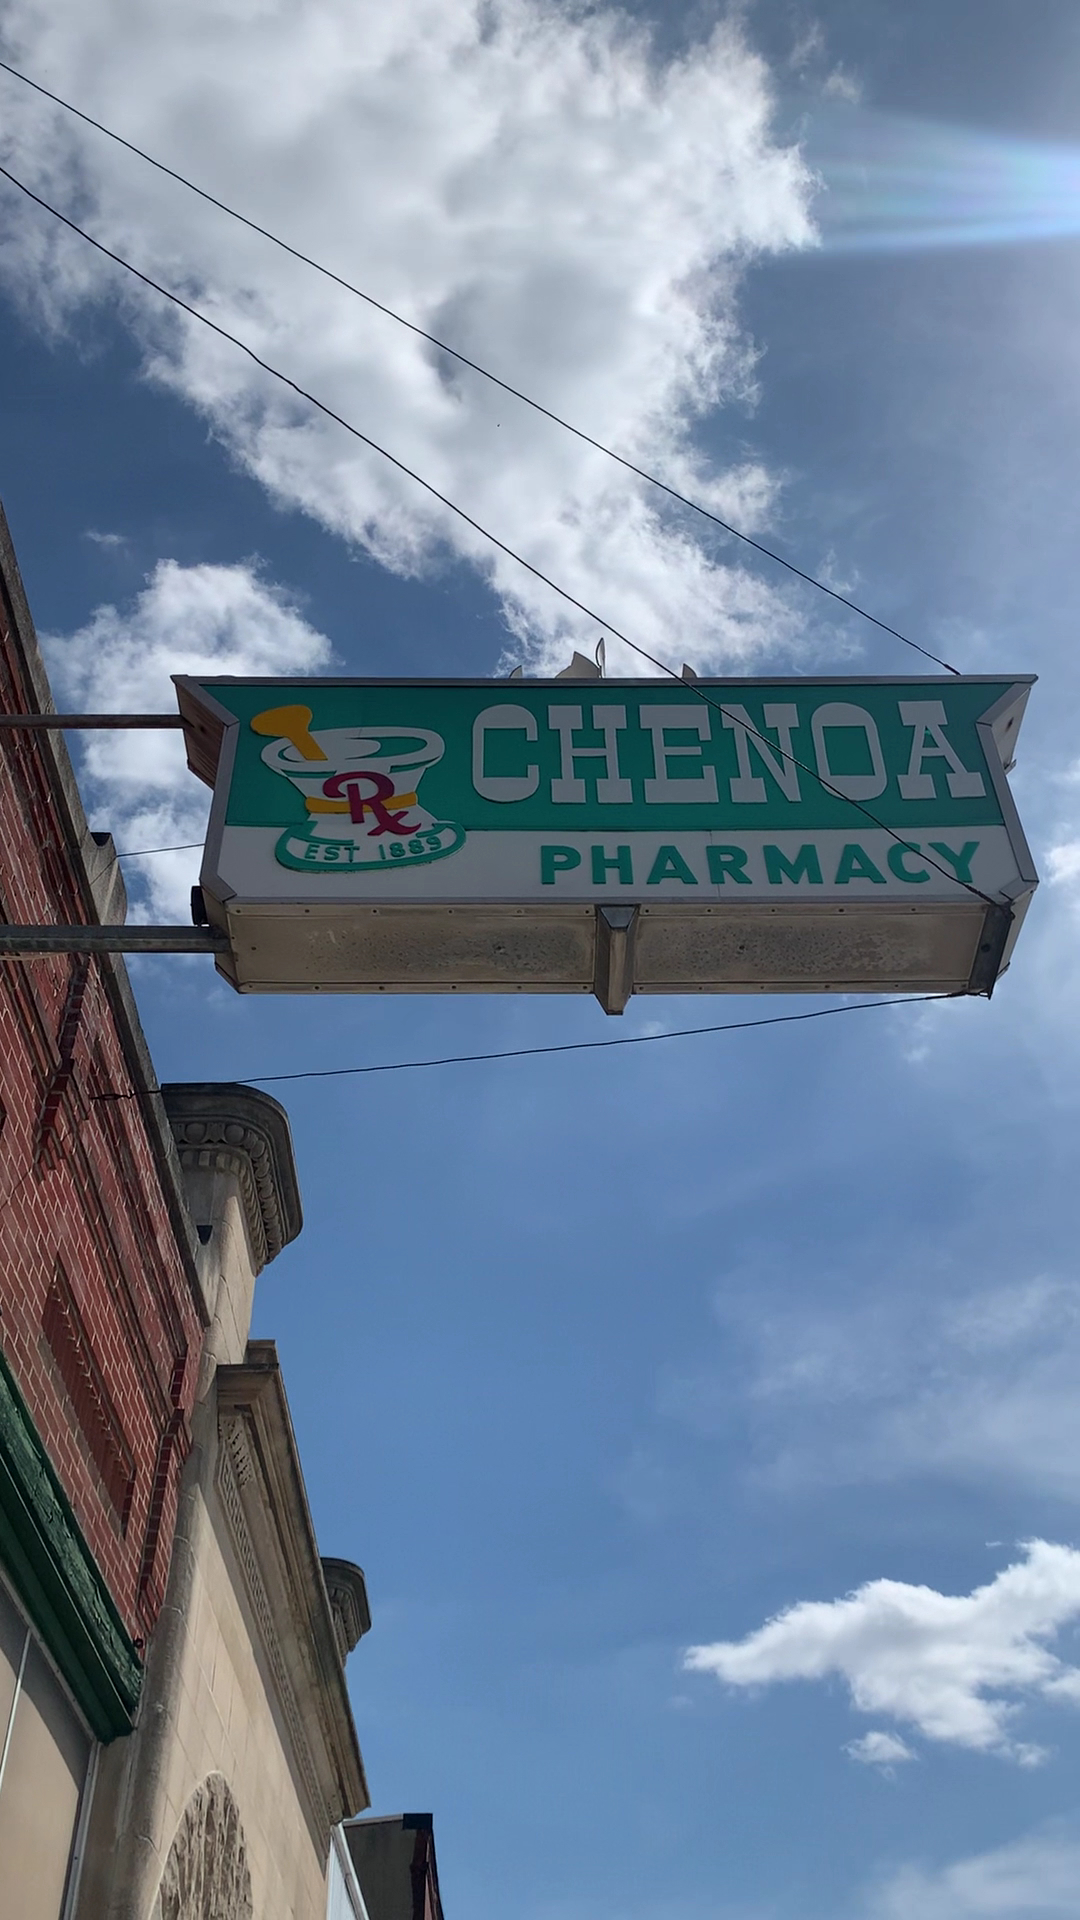 CHENOA
PHARMACY
Rx
EST 1889